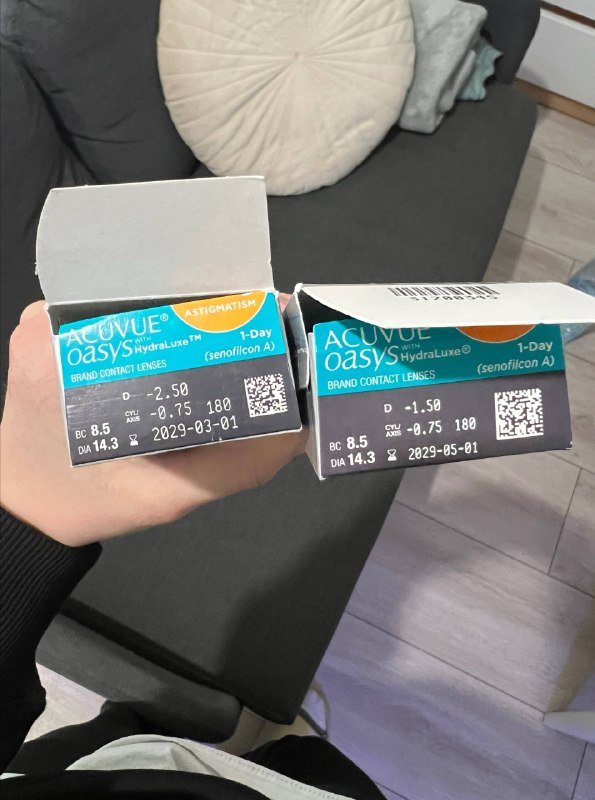 ACUVUE®
OASYS WITH HydraLuxe™
BRAND CONTACT LENSES
ASTIGMATISM
1-Day
(senofilcon A)
D -2.50
CYL/AXIS -0.75 180
BC 8.5
DIA 14.3
2029-03-01
ACUVUE®
OASYS WITH HydraLuxe®
BRAND CONTACT LENSES
1-Day
(senofilcon A)
D -1.50
CYL/AXIS -0.75 180
BC 8.5
DIA 14.3
2029-05-01